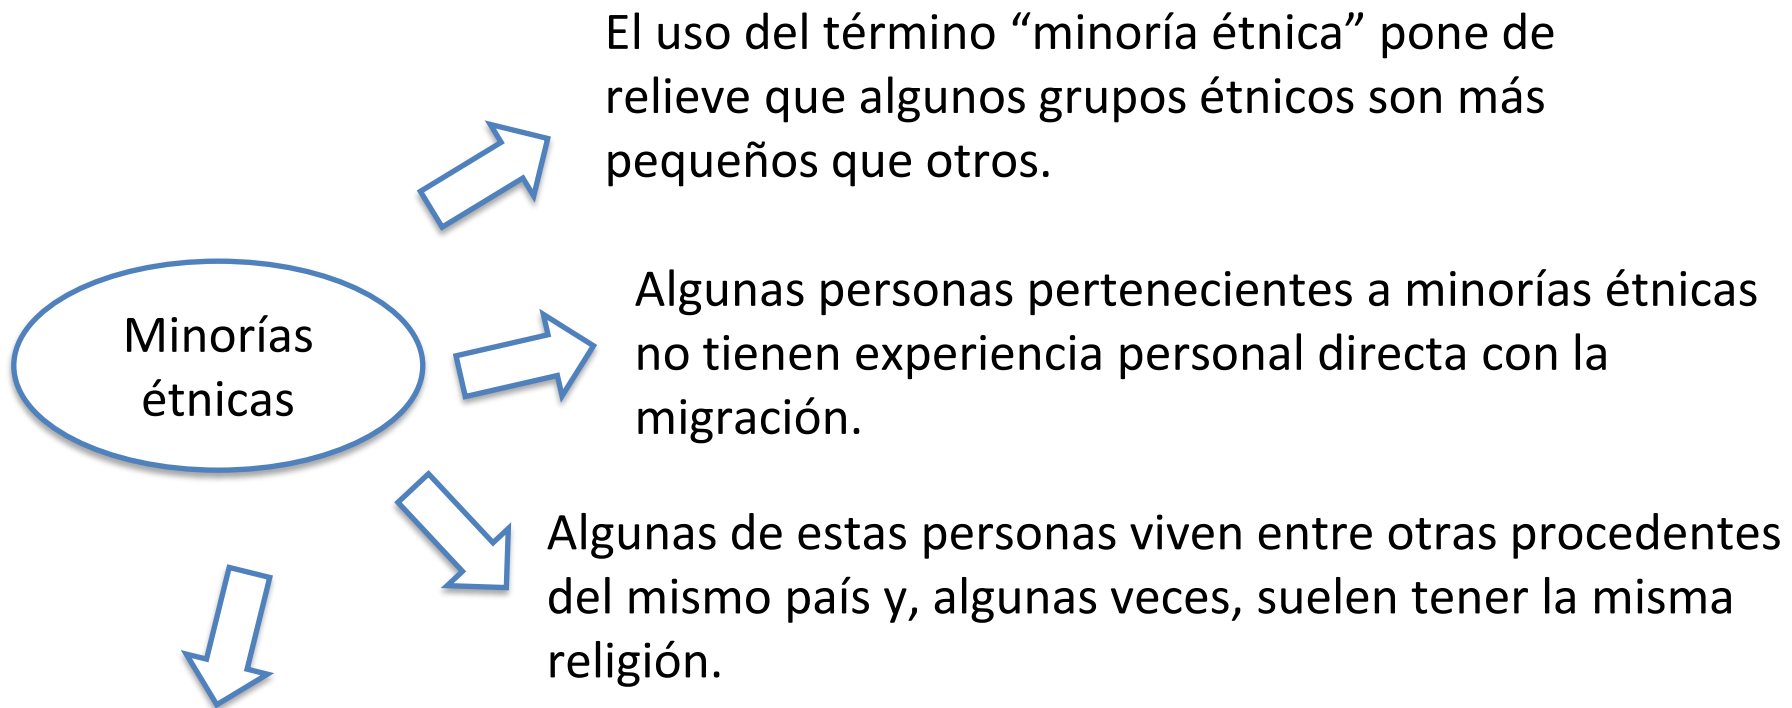 El uso del término “minoría étnica” pone de
relieve que algunos grupos étnicos son más
pequeños que otros.
Minorías
étnicas
Algunas personas pertenecientes a minorías étnicas
no tienen experiencia personal directa con la
migración.
Algunas de estas personas viven entre otras procedentes
del mismo país y, algunas veces, suelen tener la misma
religión.